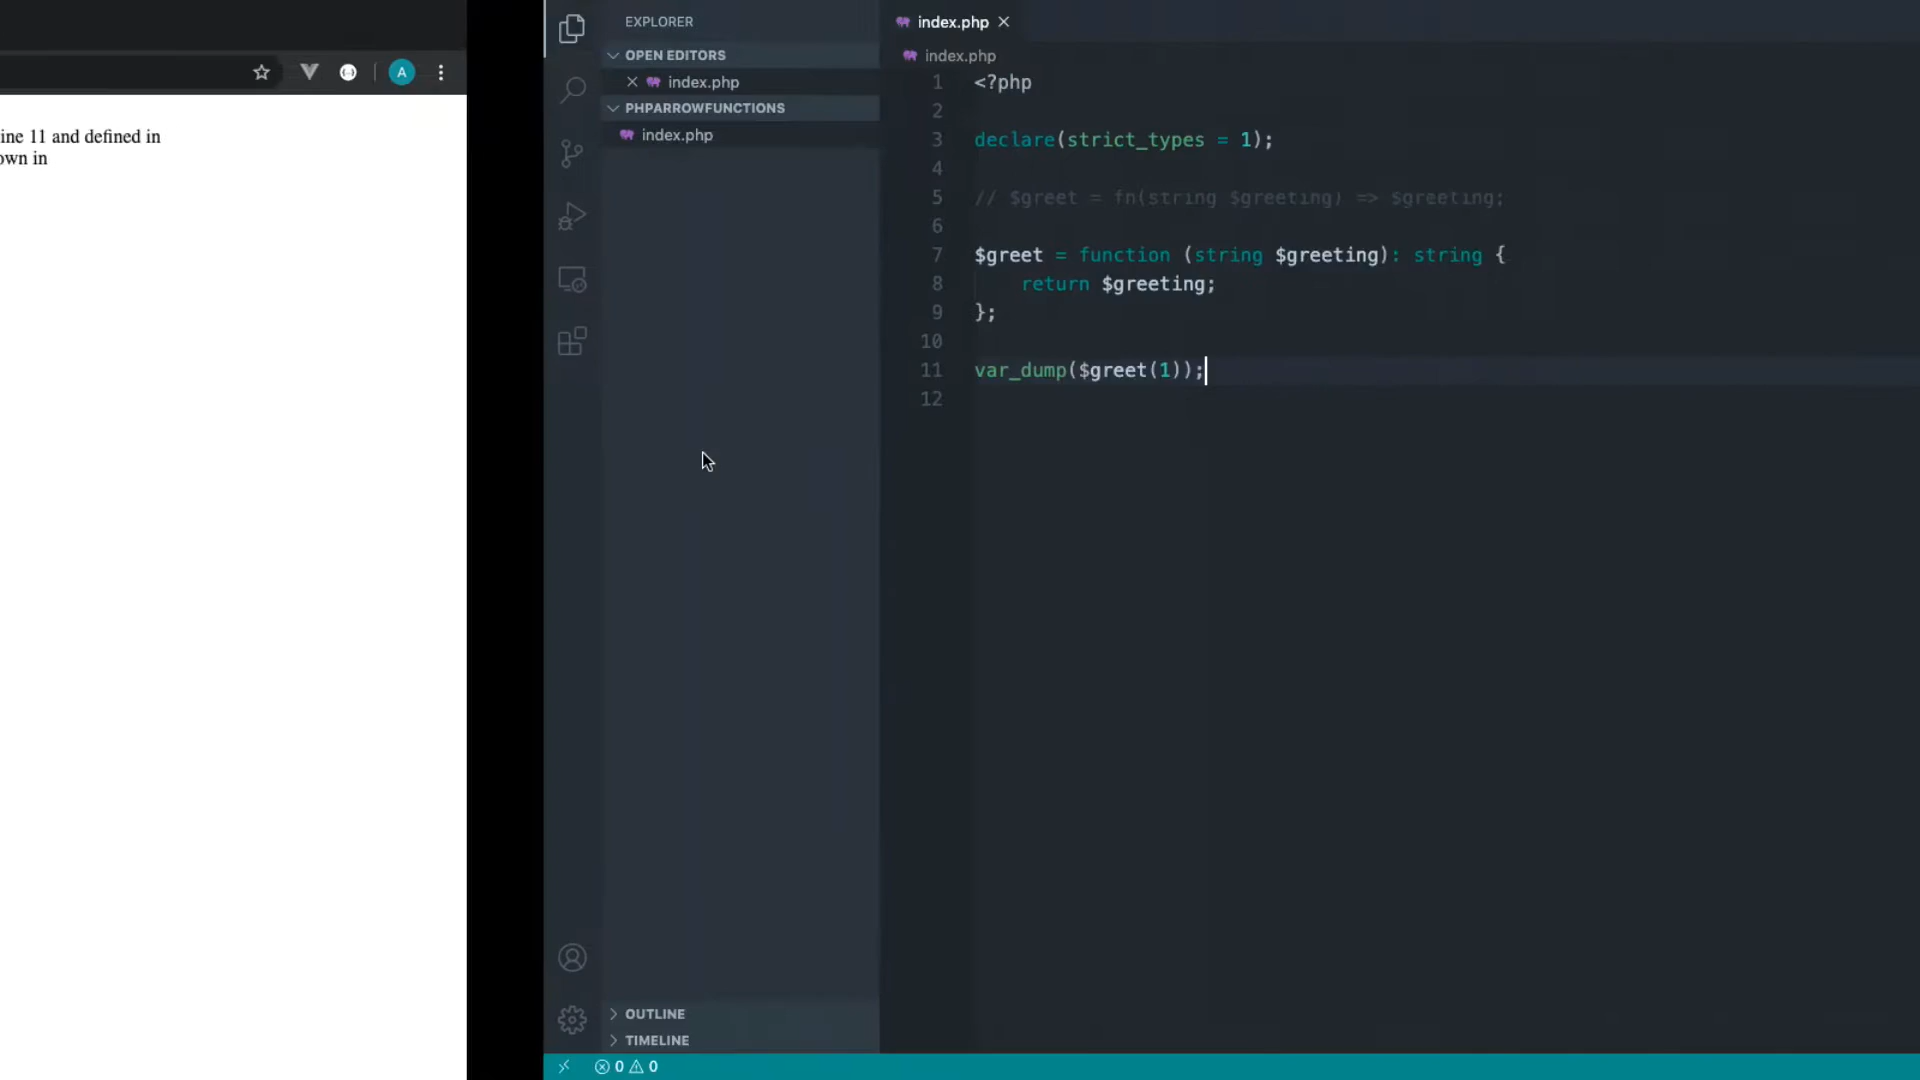 A
ine 11 and defined in
own in
EXPLORER
OPEN EDITORS
index.php
PHPARROWFUNCTIONS
index.php
index.php
index.php
1 <?php
2
3 declare(strict_types = 1);
4
5 // $greet = fn(string $greeting) => $greeting;
6
7 $greet = function (string $greeting): string {
8 return $greeting;
9 };
10
11 var_dump($greet(1));
12
OUTLINE
TIMELINE
0 0